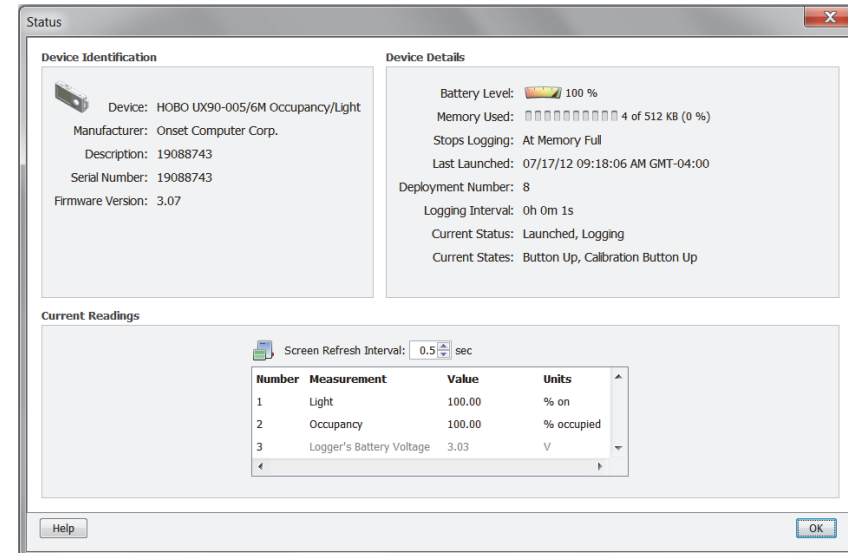 Status
Device Identification
Device: HOBO UX90-005/6M Occupancy/Light
Manufacturer: Onset Computer Corp.
Description: 19088743
Serial Number: 19088743
Firmware Version: 3.07
Device Details
Battery Level: 100 %
Memory Used: 4 of 512 KB (0 %)
Stops Logging: At Memory Full
Last Launched: 07/17/12 09:18:06 AM GMT-04:00
Deployment Number: 8
Logging Interval: 0h 0m 1s
Current Status: Launched, Logging
Current States: Button Up, Calibration Button Up
Current Readings
Screen Refresh Interval: 0.5 sec
Number Measurement Value Units
1 Light 100.00 % on
2 Occupancy 100.00 % occupied
3 Logger's Battery Voltage 3.03 V
Help OK